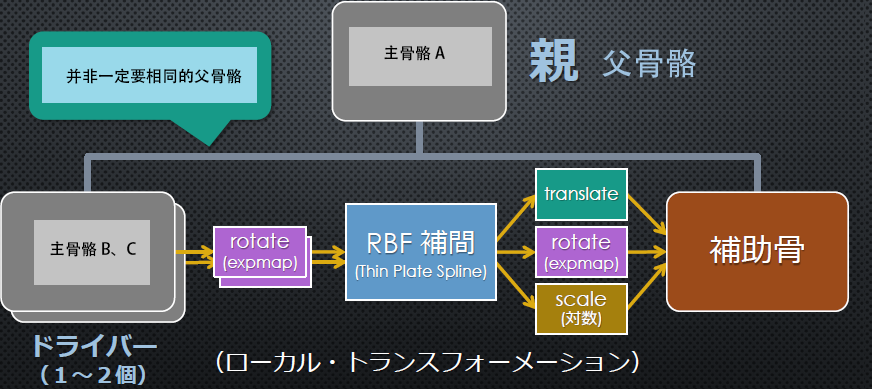 主骨骼 A
親 父骨骼
并非一定要相同的父骨骼
主骨骼 B、C
rotate
(expmap)
RBF 補間
(Thin Plate Spline)
translate
rotate
(expmap)
scale
(対数)
補助骨
ドライバー
（１～２個）
（ローカル・トランスフォーメーション）